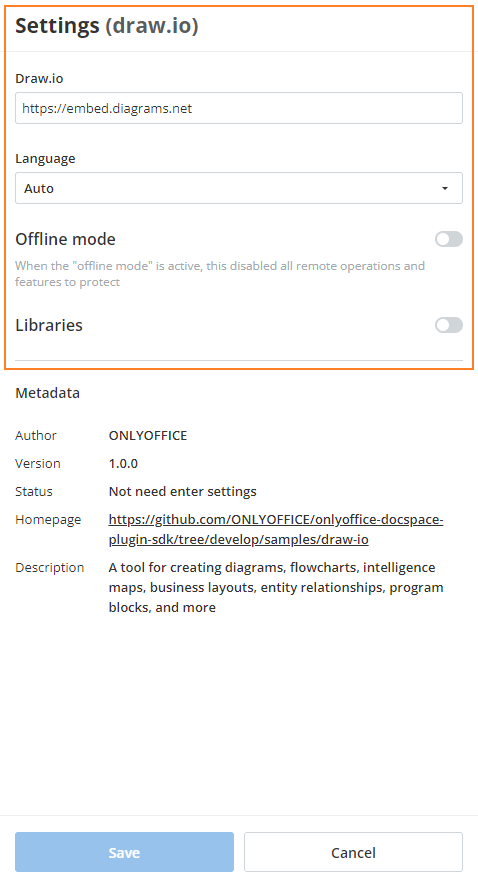 Settings (draw.io)
Draw.io
https://embed.diagrams.net
Language
Auto
Offline mode
When the "offline mode" is active, this disabled all remote operations and
features to protect
Libraries
Metadata
Author ONLYOFFICE
Version 1.0.0
Status Not need enter settings
Homepage https://github.com/ONLYOFFICE/onlyoffice-docspace-
plugin-sdk/tree/develop/samples/draw-io
Description A tool for creating diagrams, flowcharts, intelligence
maps, business layouts, entity relationships, program
blocks, and more
Save Cancel